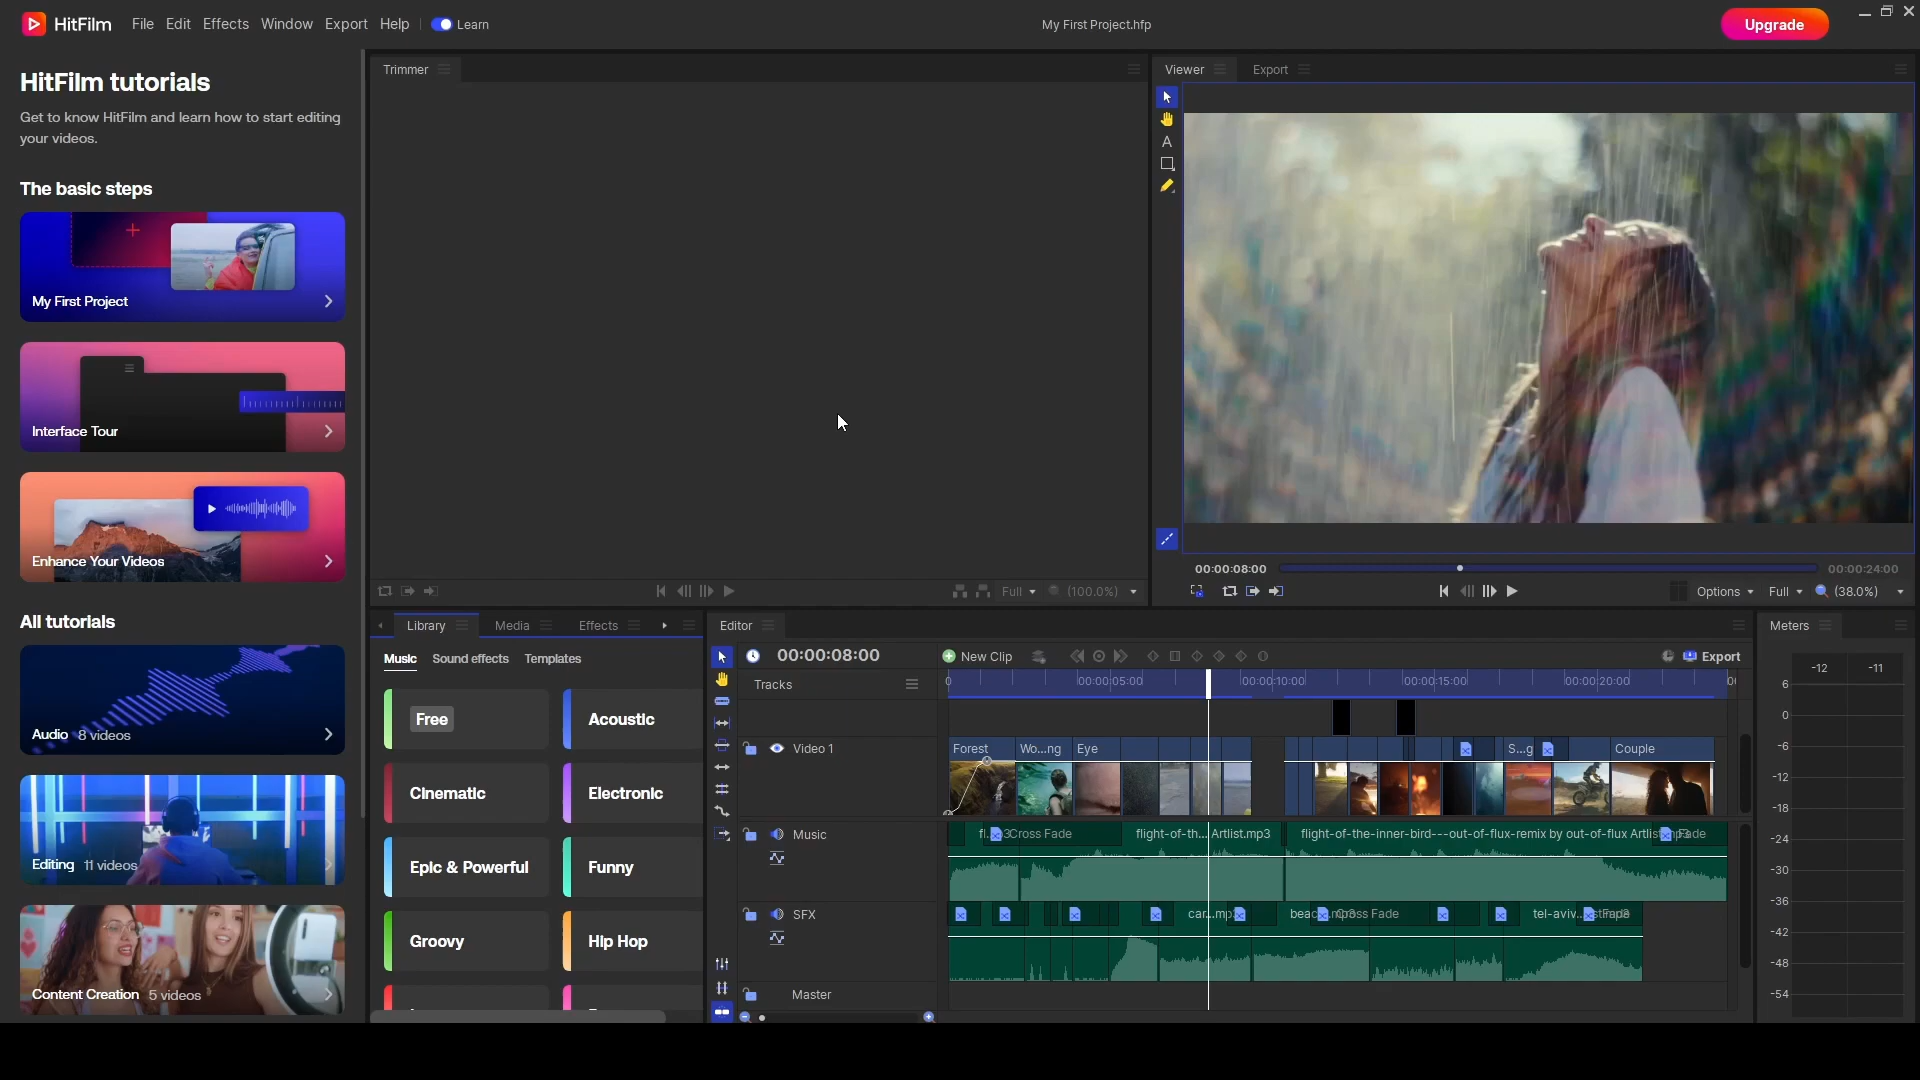 HitFilm
File Edit Effects Window Export Help Learn
My First Project.hfp
Upgrade
HitFilm tutorials
Get to know HitFilm and learn how to start editing
your videos.
The basic steps
My First Project
Interface Tour
Enhance Your Videos
All tutorials
Audio 8 videos
Editing 11 videos
Content Creation 5 videos
Trimmer
Full (100.0%)
Viewer Export
A
00:00:08:00 00:00:24:00
Options Full (38.0%)
Library Media Effects
Music Sound effects Templates
Free Acoustic
Cinematic Electronic
Epic & Powerful Funny
Groovy Hip Hop
Editor
00:00:08:00 New Clip Export
Tracks
0 00:00:05:00 00:00:10:00 00:00:15:00 00:00:20:00
Video 1
Forest Wo...ng Eye S...g Couple
Music
Cross Fade flight-of-th... Artlist.mp3 flight-of-the-inner-bird---out-of-flux-remix by out-of-flux Artlist Fade
SFX
car...mp beac Cross Fade tel-aviv... Fade
Master
Meters
-12 -11
6
0
-6
-12
-18
-24
-30
-36
-42
-48
-54